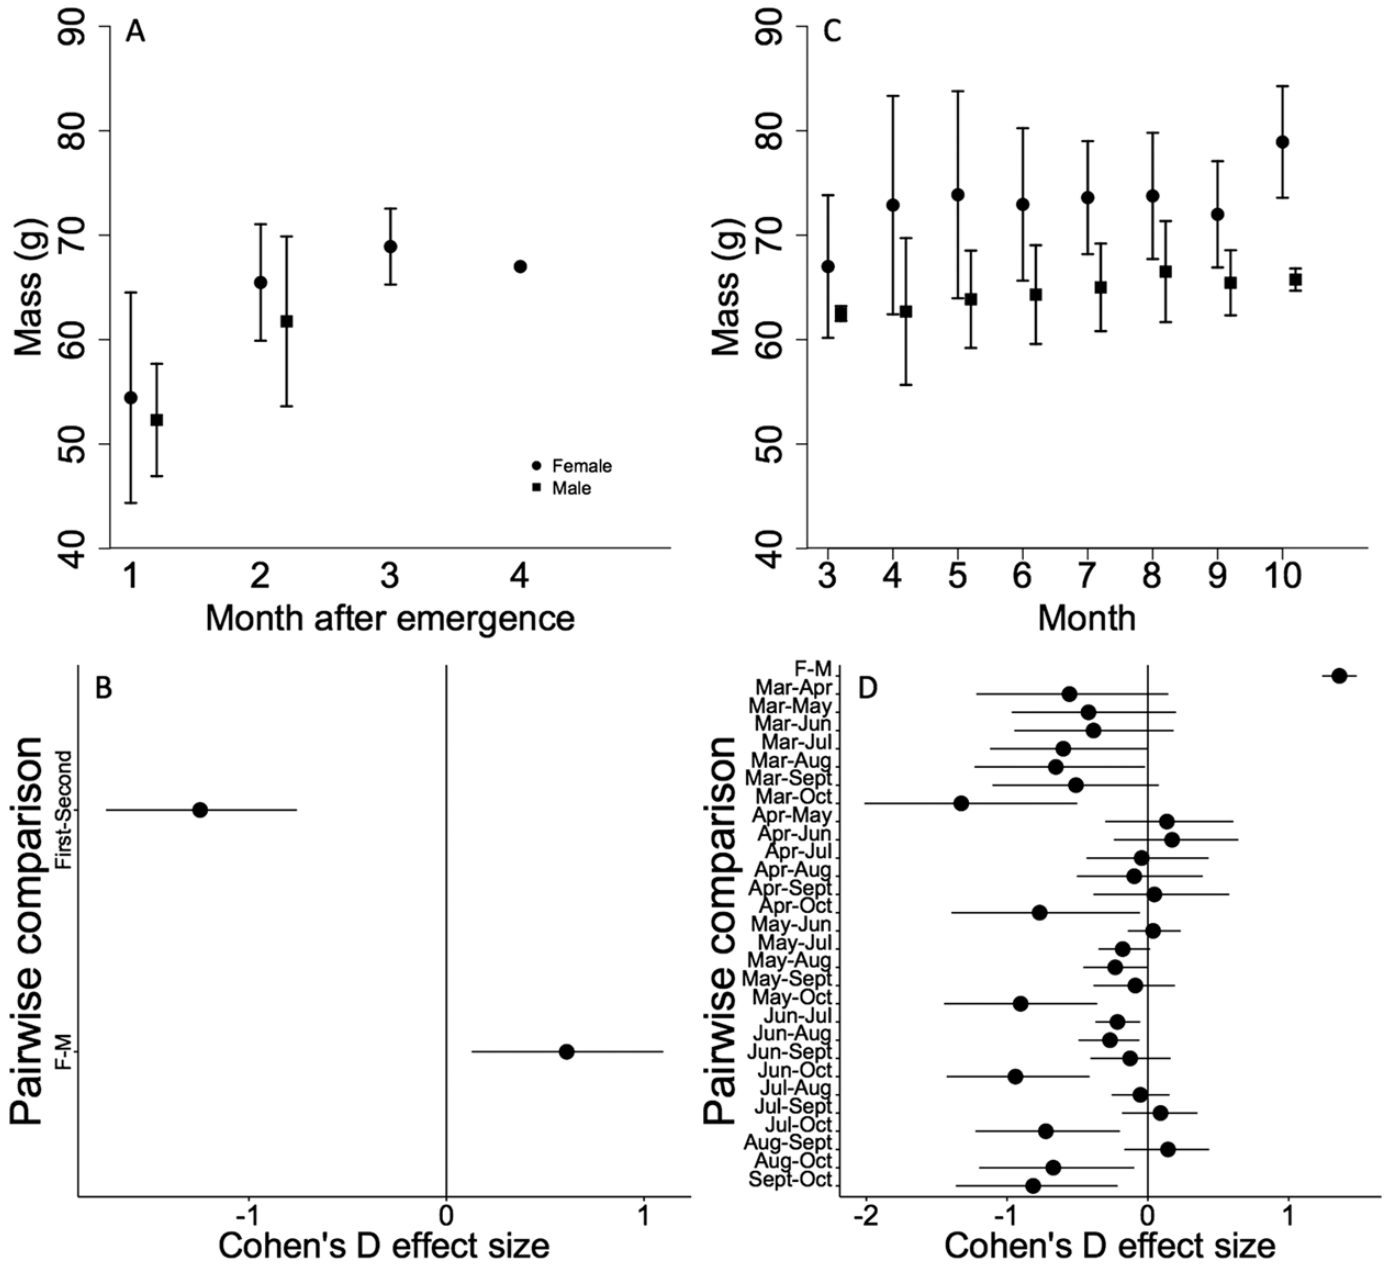 A
90
80
70
60
50
40
Mass (g)
Female
Male
1 2 3 4
Month after emergence
C
90
80
70
60
50
40
Mass (g)
3 4 5 6 7 8 9 10
Month
B
Pairwise comparison
First-Second
F-M
-1 0 1
Cohen's D effect size
D
Pairwise comparison
F-M
Mar-Apr
Mar-May
Mar-Jun
Mar-Jul
Mar-Aug
Mar-Sept
Mar-Oct
Apr-May
Apr-Jun
Apr-Jul
Apr-Aug
Apr-Sept
Apr-Oct
May-Jun
May-Jul
May-Aug
May-Sept
May-Oct
Jun-Jul
Jun-Aug
Jun-Sept
Jun-Oct
Jul-Aug
Jul-Sept
Jul-Oct
Aug-Sept
Aug-Oct
Sept-Oct
-2 -1 0 1
Cohen's D effect size